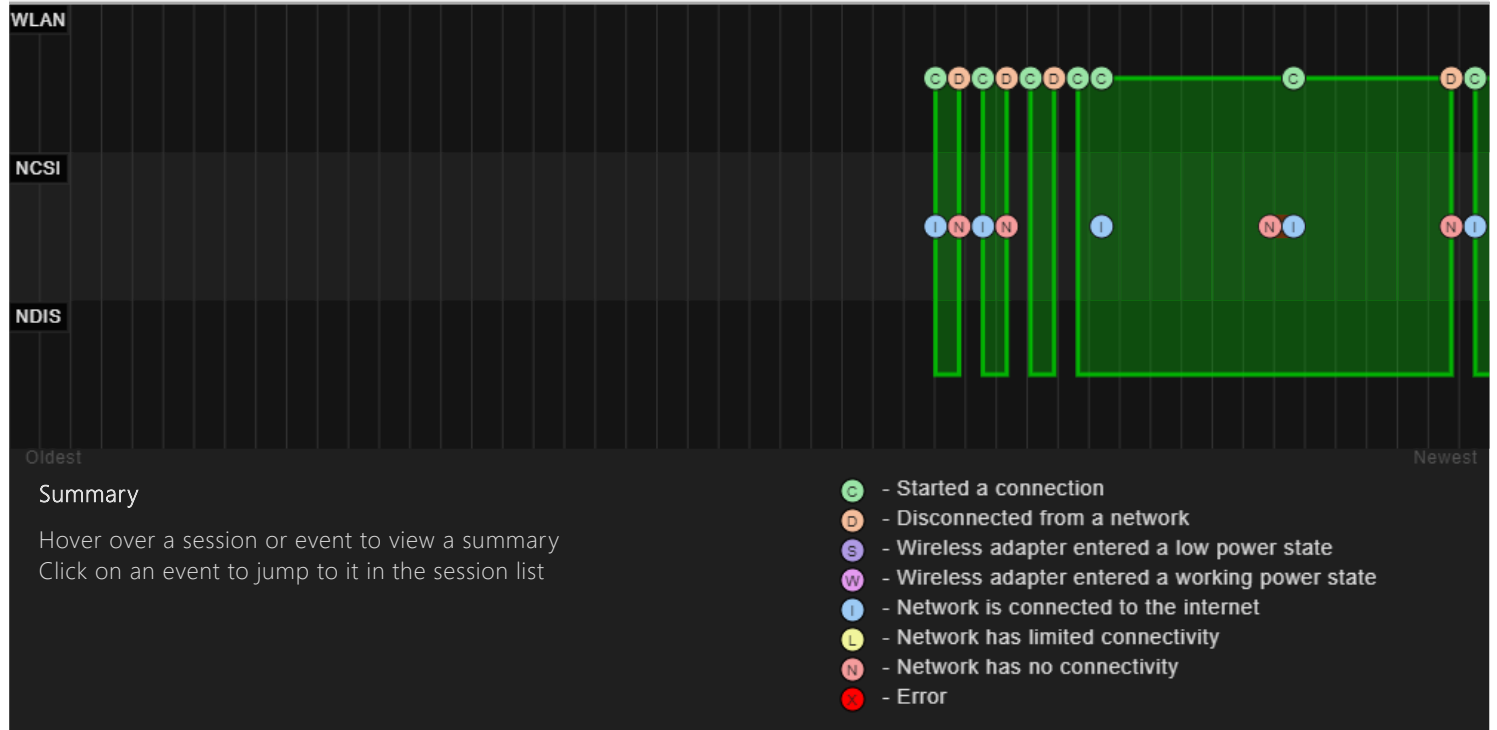 WLAN
C D C D C D C C C D C
NCSI
I N I N I N I N I
NDIS
Oldest Newest
Summary
Hover over a session or event to view a summary
Click on an event to jump to it in the session list
C - Started a connection
D - Disconnected from a network
S - Wireless adapter entered a low power state
W - Wireless adapter entered a working power state
I - Network is connected to the internet
L - Network has limited connectivity
N - Network has no connectivity
X - Error